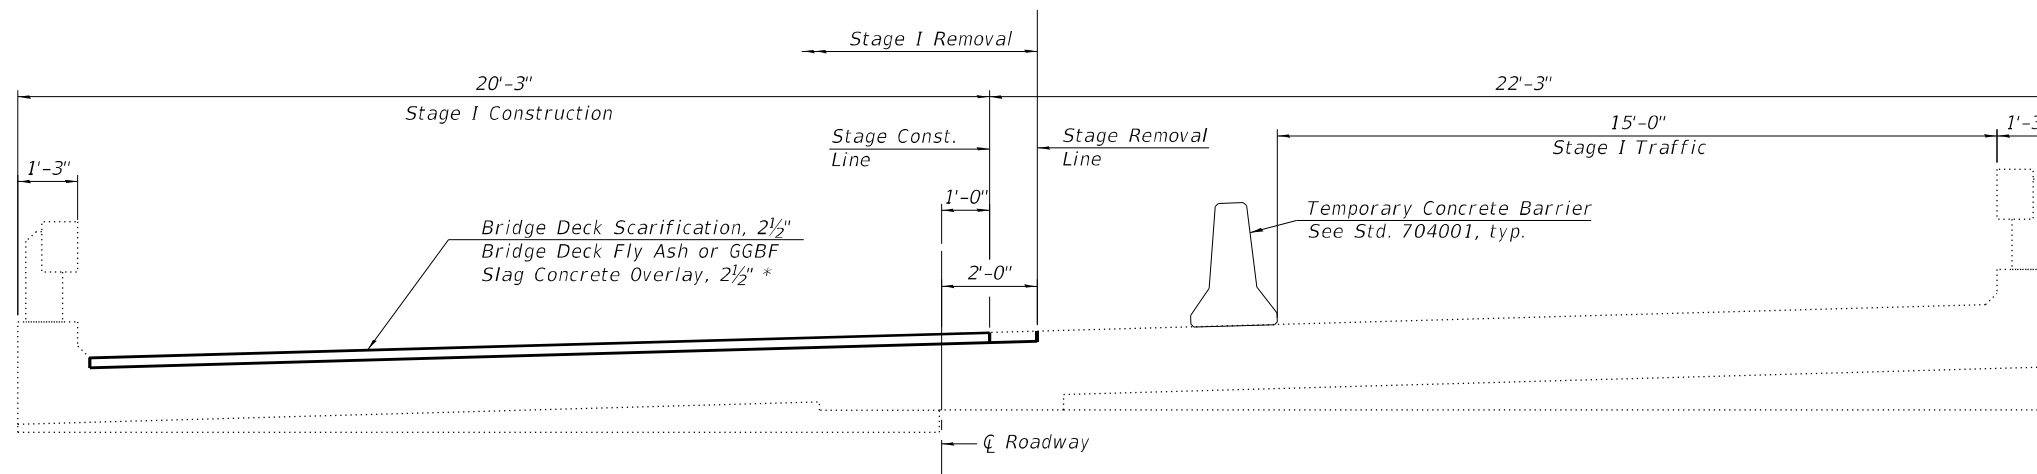 Stage I Removal
20'-3"
22'-3"
Stage I Construction
Stage Const.
Line
Stage Removal
Line
15'-0"
1'-3
Stage I Traffic
1'-3"
1'-0"
Bridge Deck Scarification, 2½"
Bridge Deck Fly Ash or GGBF
Slag Concrete Overlay, 2½" *
Temporary Concrete Barrier
See Std. 704001, typ.
2'-0"
℄ Roadway